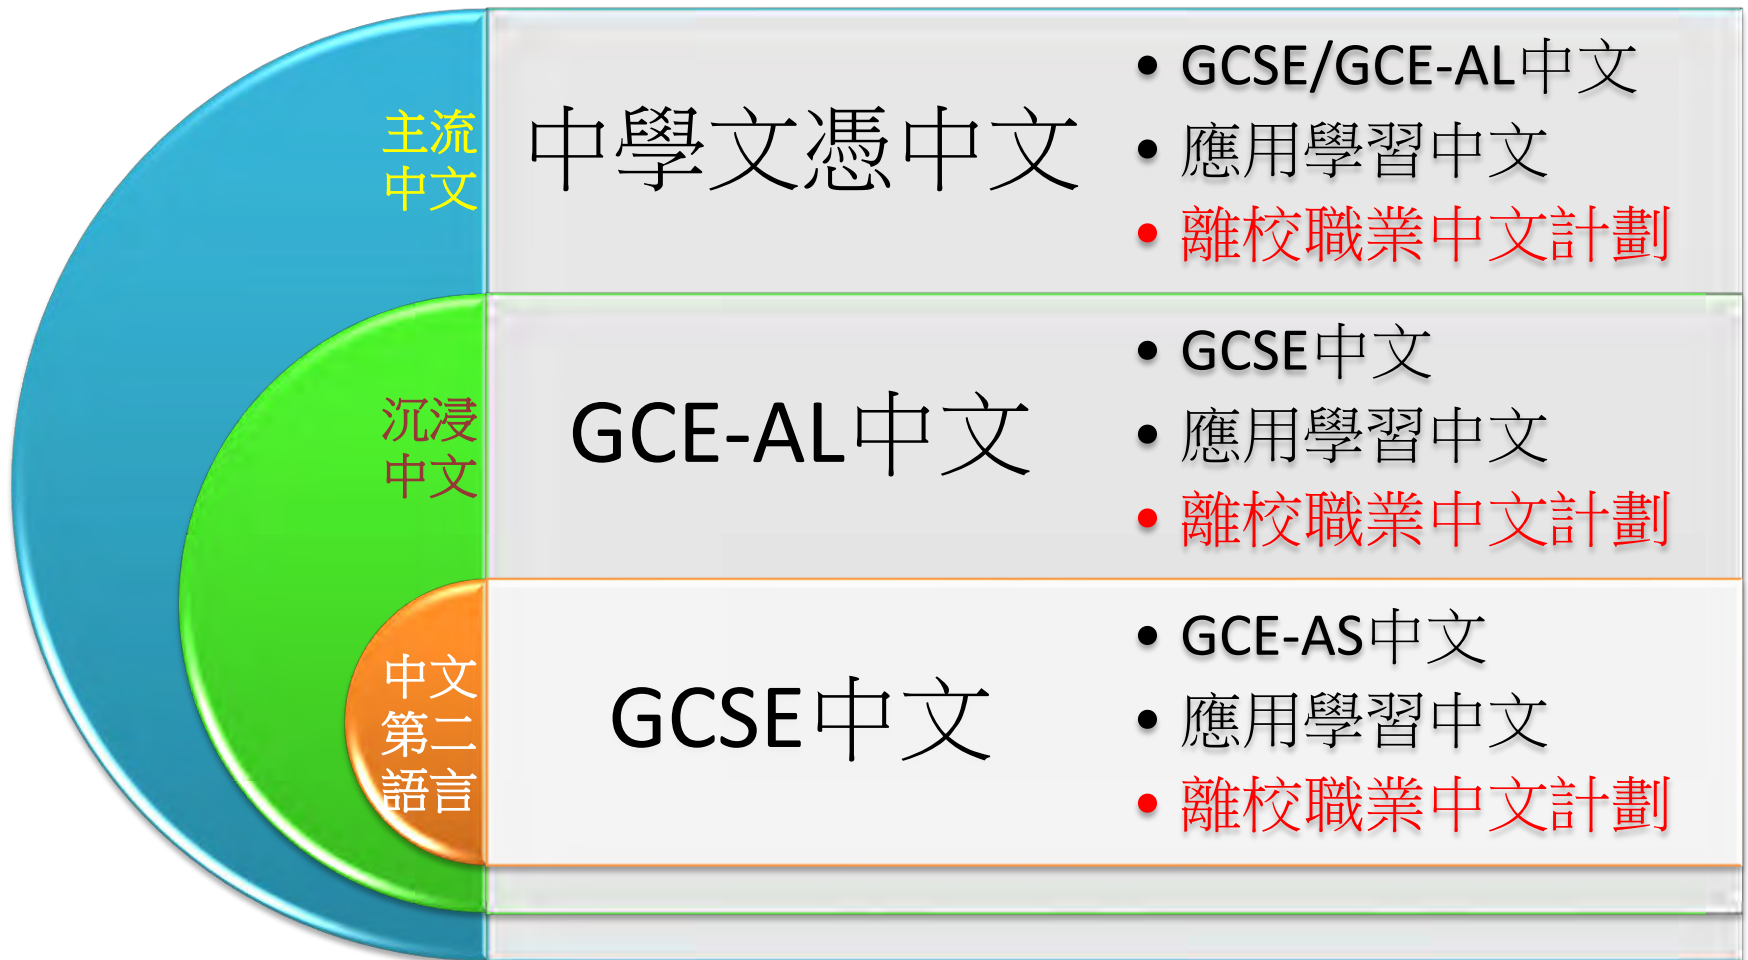 主流
中文
中學文憑中文
• GCSE/GCE-AL中文
• 應用學習中文
• 離校職業中文計劃
沉浸
中文
GCE-AL中文
• GCSE中文
• 應用學習中文
• 離校職業中文計劃
中文
第二
語言
GCSE中文
• GCE-AS中文
• 應用學習中文
• 離校職業中文計劃